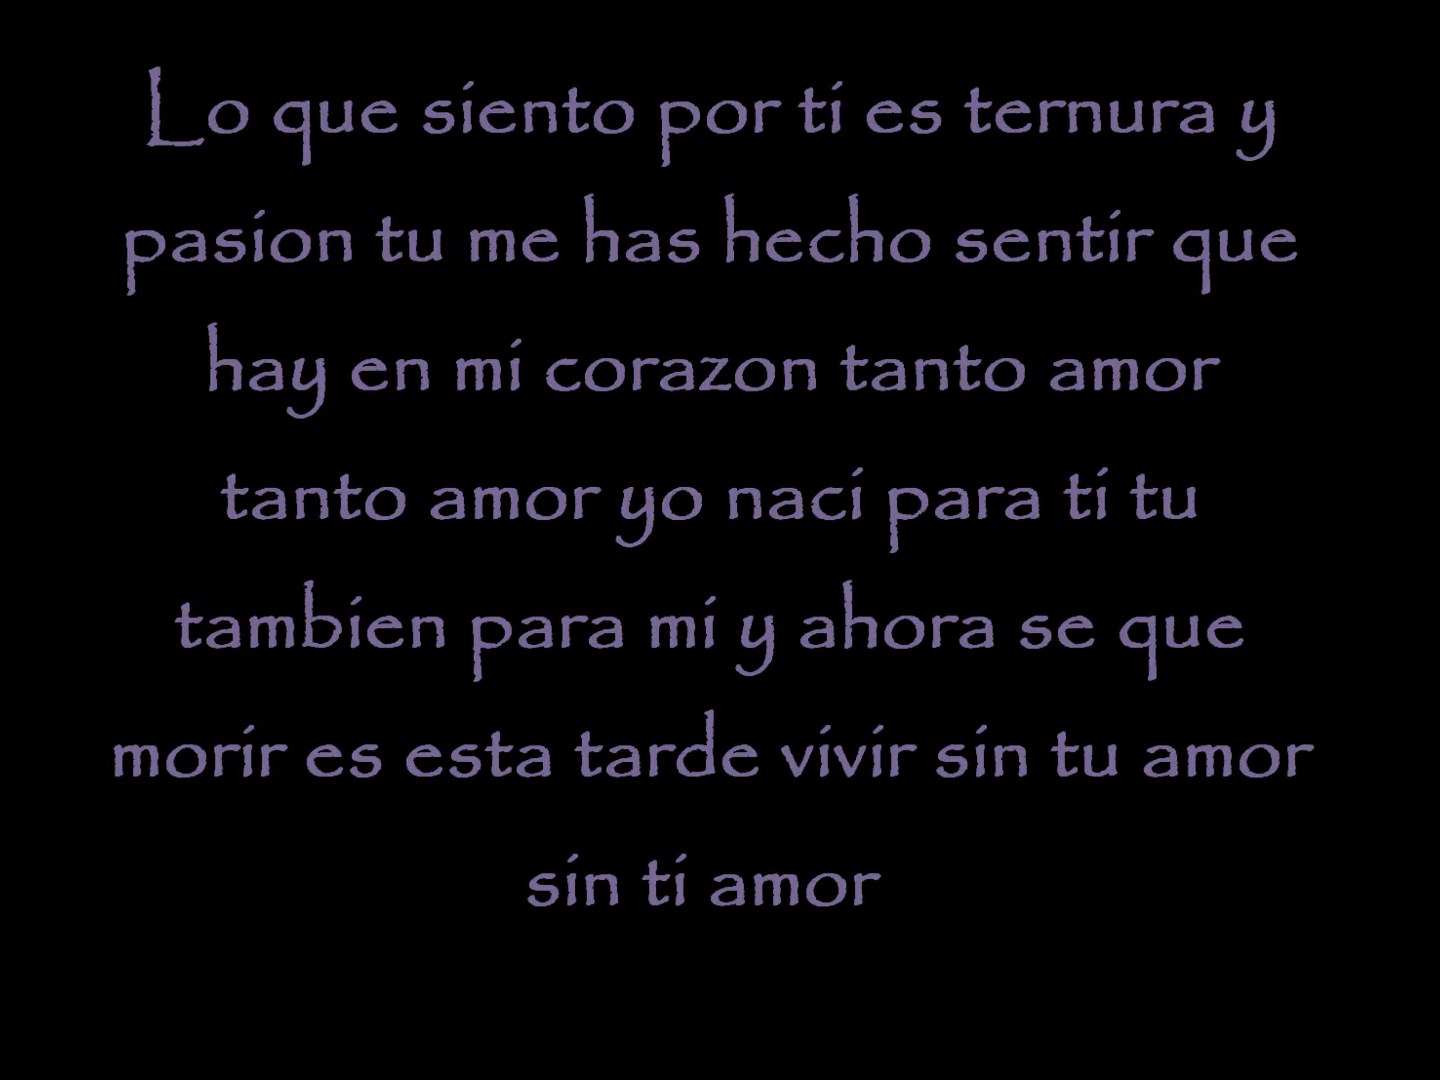 Lo que siento por ti es ternura y
pasion tu me has hecho sentir que
hay en mi corazon tanto amor
tanto amor yo naci para ti tu
tambien para mi y ahora se que
morir es esta tarde vivir sin tu amor
sin ti amor